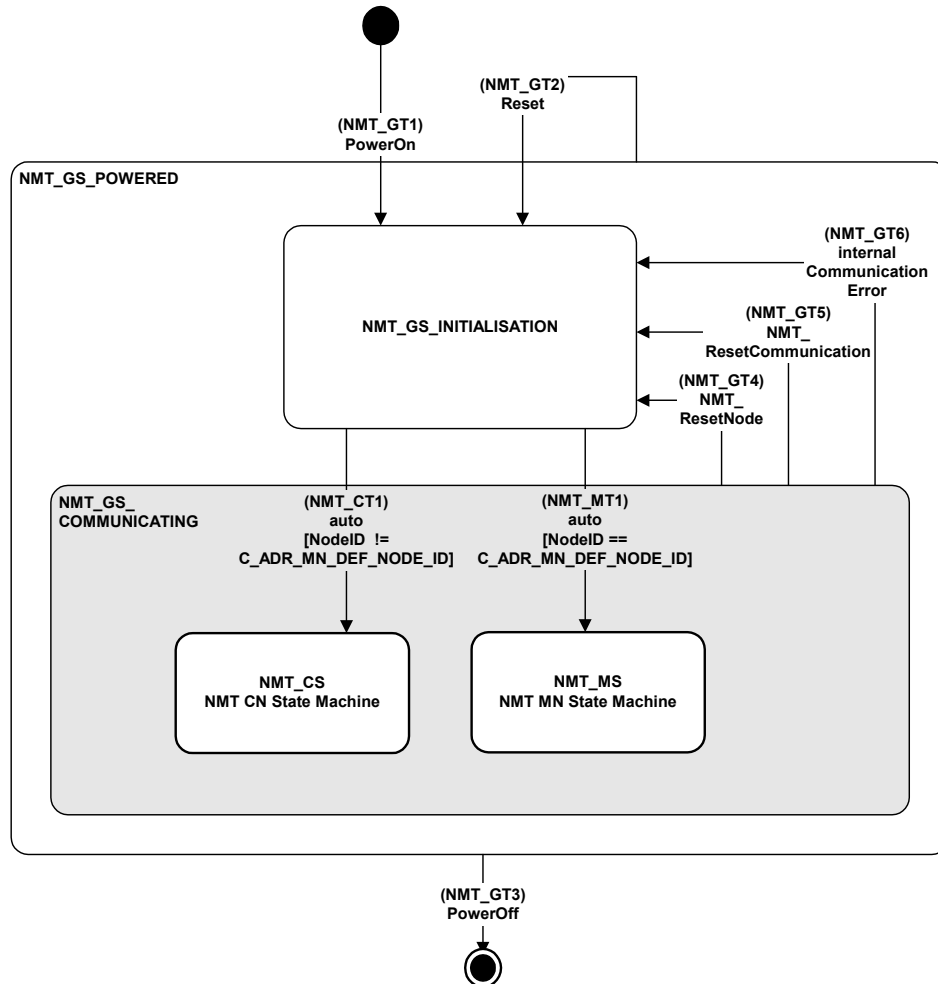 (NMT_GT2)
Reset
(NMT_GT1)
PowerOn
NMT_GS_POWERED
(NMT_GT6)
internal
Communication
Error
NMT_GS_INITIALISATION
(NMT_GT5)
NMT_
ResetCommunication
(NMT_GT4)
NMT_
ResetNode
NMT_GS_
COMMUNICATING
(NMT_CT1)
auto
[NodeID !=
C_ADR_MN_DEF_NODE_ID]
(NMT_MT1)
auto
[NodeID ==
C_ADR_MN_DEF_NODE_ID]
NMT_CS
NMT CN State Machine
NMT_MS
NMT MN State Machine
(NMT_GT3)
PowerOff